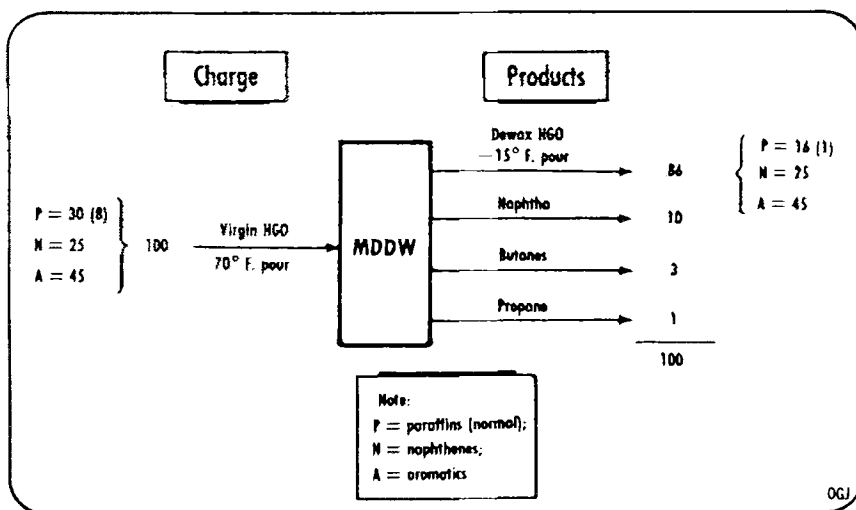 Charge
Products
P = 30 (8)
N = 25
A = 45
100
Virgin HGO
70° F. pour
MDDW
Dewax HGO
−15° F. pour
86
Naphtha
10
Butanes
3
Propane
1
100
P = 16 (1)
N = 25
A = 45
Note:
P = paraffins (normal);
N = naphthenes;
A = aromatics
OGJ